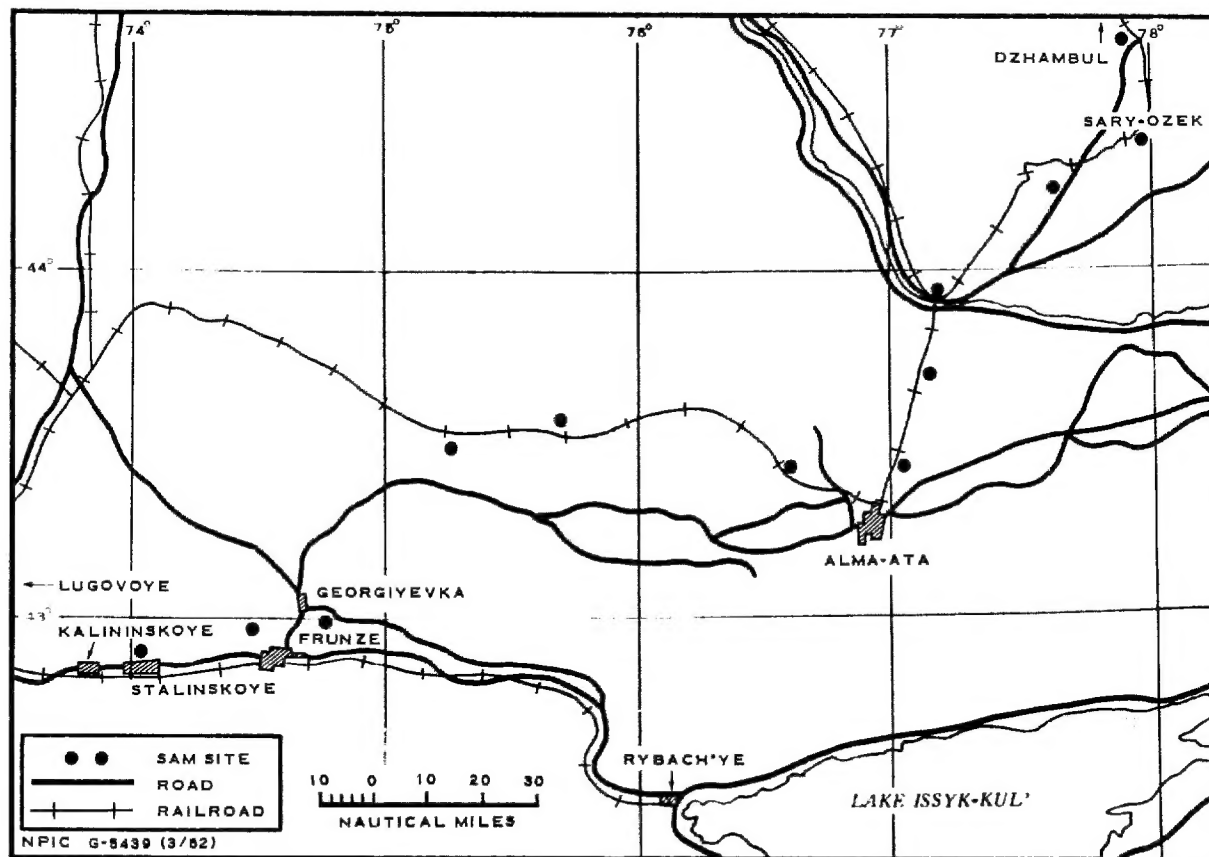 74°
75°
76°
77°
78°
DZHAMBUL
SARY-OZEK
44°
ALMA-ATA
LUGOVOYE
GEORGIYEVKA
43°
KALININSKOYE
FRUNZE
STALINSKOYE
RYBACH'YE
LAKE ISSYK-KUL'
SAM SITE
ROAD
RAILROAD
10 0 10 20 30
NAUTICAL MILES
NPIC G-5439 (3/62)